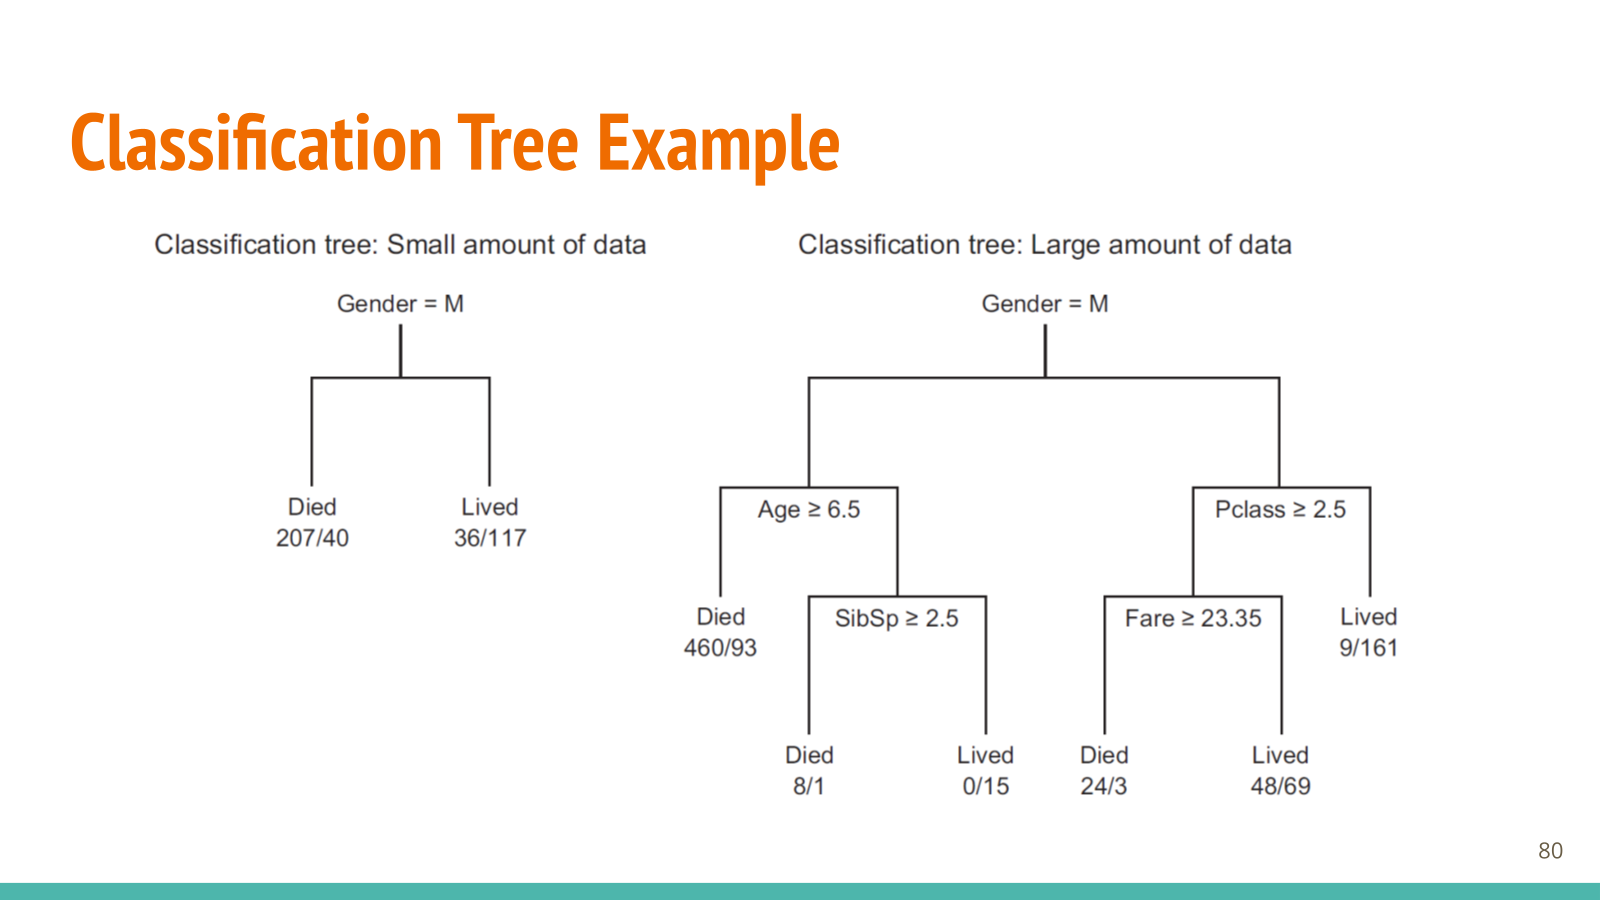 Classification Tree Example
Classification tree: Small amount of data
Gender = M
Died
207/40
Lived
36/117
Classification tree: Large amount of data
Gender = M
Age ≥ 6.5
Pclass ≥ 2.5
Died
460/93
SibSp ≥ 2.5
Fare ≥ 23.35
Lived
9/161
Died
8/1
Lived
0/15
Died
24/3
Lived
48/69
80